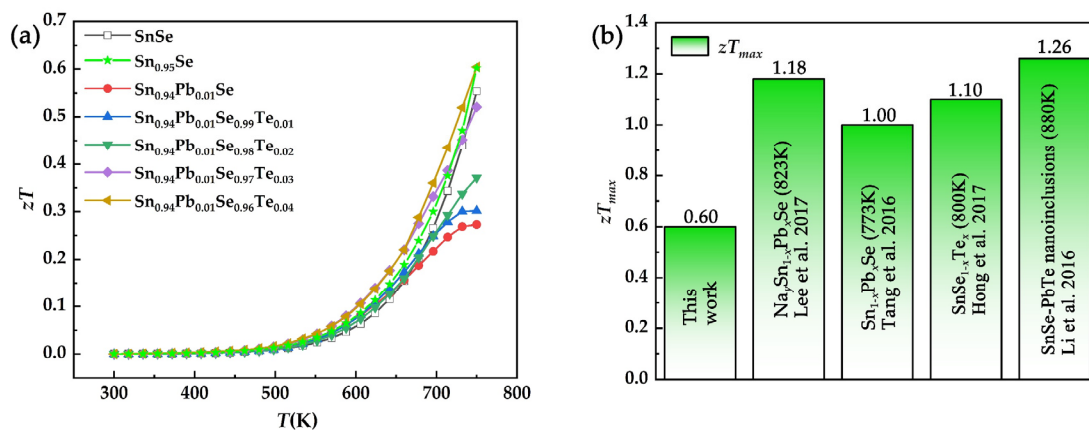 (a)
zT
0.7
0.6
0.5
0.4
0.3
0.2
0.1
0.0
SnSe
Sn0.95Se
Sn0.94Pb0.01Se
Sn0.94Pb0.01Se0.99Te0.01
Sn0.94Pb0.01Se0.98Te0.02
Sn0.94Pb0.01Se0.97Te0.03
Sn0.94Pb0.01Se0.96Te0.04
300 400 500 600 700 800
T(K)
(b)
zTmax
1.4
1.2
1.0
0.8
0.6
0.4
0.2
0.0
zTmax
0.60
This
work
1.18
NaySn1-xPbxSe (823K)
Lee et al. 2017
1.00
Sn1-xPbxSe (773K)
Tang et al. 2016
1.10
SnSe1-xTex (800K)
Hong et al. 2017
1.26
SnSe-PbTe nanoinclusions (880K)
Li et al. 2016